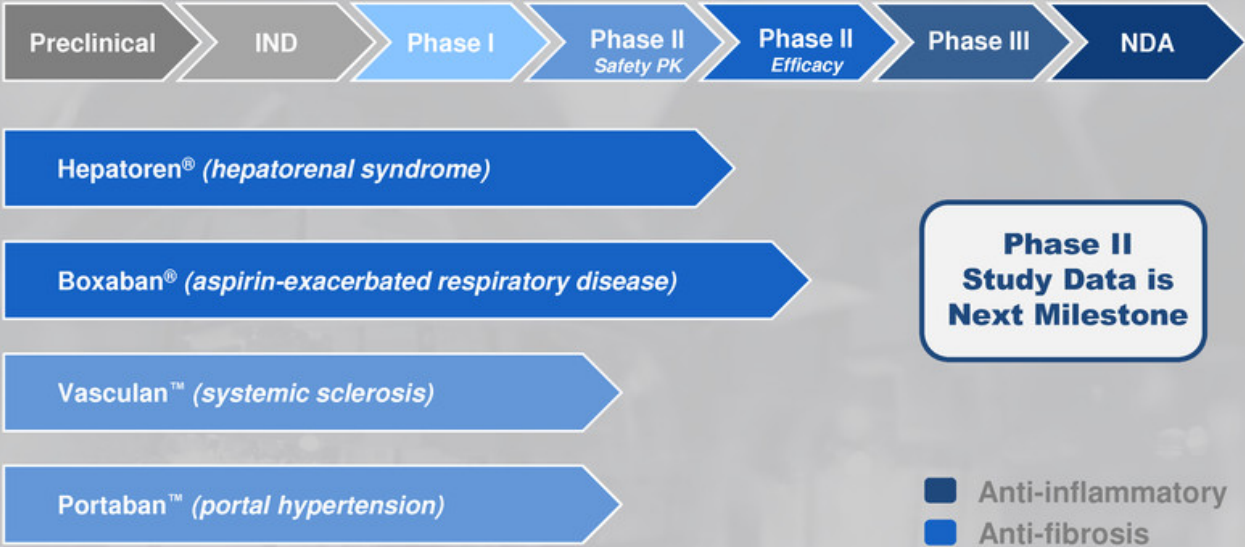 Preclinical
IND
Phase I
Phase II
Safety PK
Phase II
Efficacy
Phase III
NDA
Hepatoren® (hepatorenal syndrome)
Boxaban® (aspirin-exacerbated respiratory disease)
Vasculan™ (systemic sclerosis)
Portaban™ (portal hypertension)
Phase II
Study Data is
Next Milestone
Anti-inflammatory
Anti-fibrosis